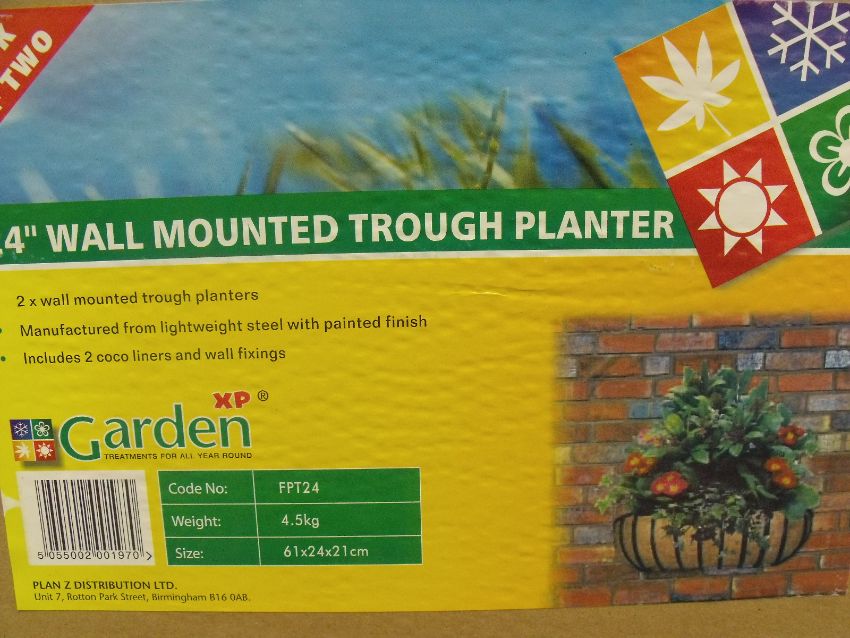 TWO
4" WALL MOUNTED TROUGH PLANTER
2 x wall mounted trough planters
• Manufactured from lightweight steel with painted finish
• Includes 2 coco liners and wall fixings
Garden XP ®
TREATMENTS FOR ALL YEAR ROUND
Code No: FPT24
Weight: 4.5kg
Size: 61x24x21cm
5 055002 001970 >
PLAN Z DISTRIBUTION LTD.
Unit 7, Rotton Park Street, Birmingham B16 0AB.